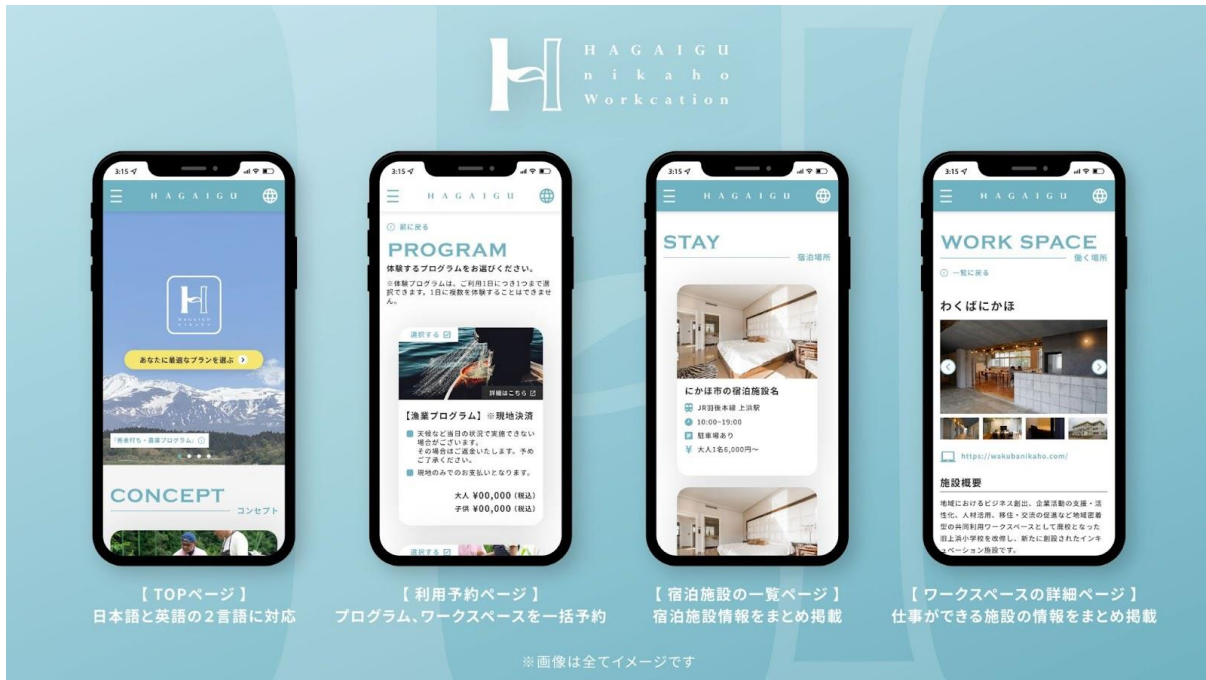 HAGAIGU
nikaho
Workcation
3:15
HAGAIGU
HAGAIGU
あなたに最適なプランを選ぶ
CONCEPT
コンセプト
3:15
HAGAIGU
前に戻る
PROGRAM
体験するプログラムをお選びください。
※体験プログラムは、ご利用1日につき1つまで選
択できます。1日に複数を体験することはできませ
ん。
選択する
詳細はこちら
【漁業プログラム】※現地決済
天候など当日の状況で実施できない
場合がございます。
その場合はご返金いたします。予め
ご了承ください。
現地のみでのお支払いとなります。
大人 ¥00,000（税込）
子供 ¥00,000（税込）
選択する
3:15
HAGAIGU
STAY
宿泊場所
にかほ市の宿泊施設名
JR羽後本線 上浜駅
10:00~19:00
駐車場あり
大人1名6,000円〜
3:15
HAGAIGU
WORK SPACE
働く場所
一覧に戻る
わくばにかほ
https://wakubanikaho.com/
施設概要
地域におけるビジネス創出、企業活動の支援・活
性化、人材活用、移住・交流の促進など地域密着
型の共同利用ワークスペースとして廃校となった
旧上浜小学校を改修し、新たに創設されたインキ
ュベーション施設です。
【 TOPページ 】
日本語と英語の2言語に対応
【 利用予約ページ 】
プログラム、ワークスペースを一括予約
【 宿泊施設の一覧ページ 】
宿泊施設情報をまとめ掲載
【 ワークスペースの詳細ページ 】
仕事ができる施設の情報をまとめ掲載
※画像は全てイメージです